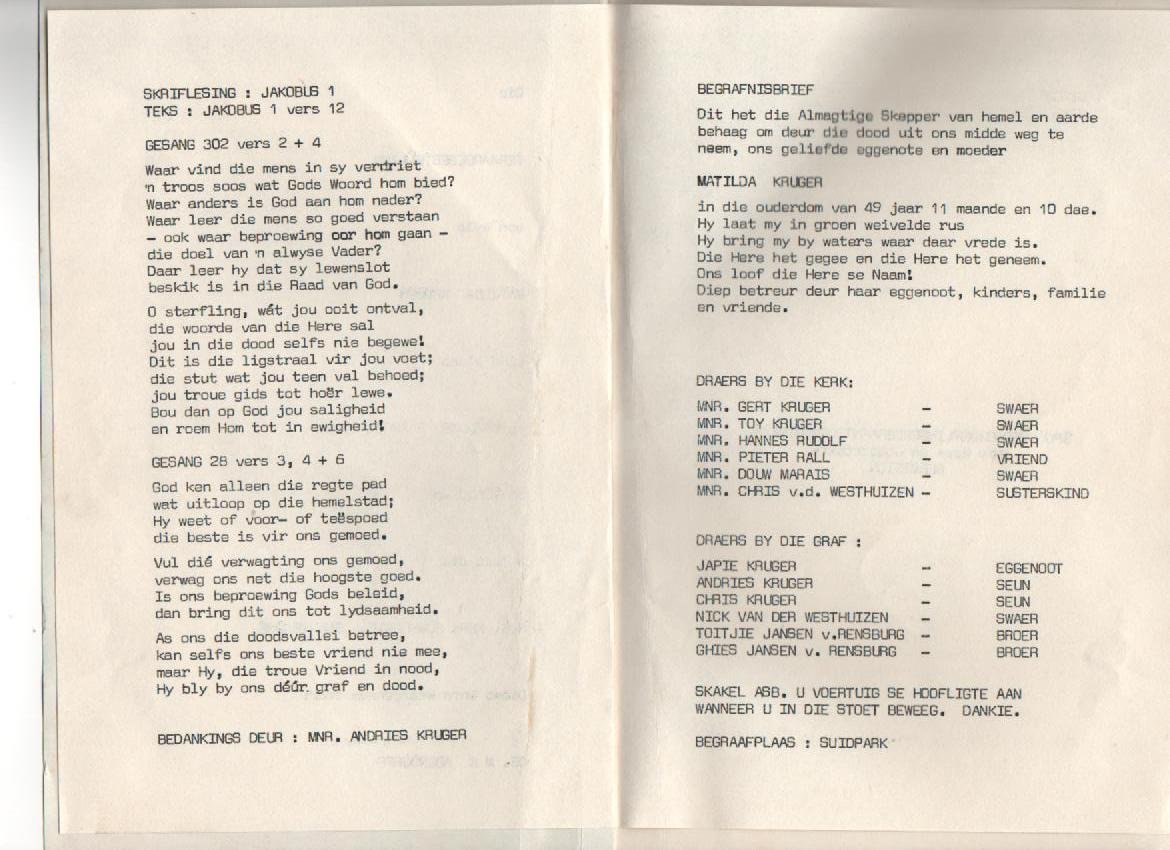 SKRIFLESING : JAKOBUS 1
TEKS : JAKOBUS 1 vers 12
GESANG 302 vers 2 + 4
Waar vind die mens in sy verdriet
'n troos soos wat Gods Woord hom bied?
Waar anders is God aan hom nader?
Waar leer die mens so goed verstaan
- ook waar beproewing oor hom gaan -
die doel van 'n alwyse Vader?
Daar leer hy dat sy lewenslot
beskik is in die Raad van God.
O sterfling, wát jou ooit ontval,
die woorde van die Here sal
jou in die dood selfs nie begewe!
Dit is die ligstraal vir jou voet;
die stut wat jou teen val behoed;
jou troue gids tot hoër lewe.
Bou dan op God jou saligheid
en roem Hom tot in ewigheid!
GESANG 28 vers 3, 4 + 6
God ken alleen die regte pad
wat uitloop op die hemelstad;
Hy weet of voor- of teëspoed
die beste is vir ons gemoed.
Vul dié verwagting ons gemoed,
verwag ons net die hoogste goed.
Is ons beproewing Gods beleid,
dan bring dit ons tot lydsaamheid.
As ons die doodsvallei betree,
kan selfs ons beste vriend nie mee,
maar Hy, die troue Vriend in nood,
Hy bly by ons déúr graf en dood.
BEDANKINGS DEUR : MNR. ANDRIES KRUGER
BEGRAFNISBRIEF
Dit het die Almagtige Skepper van hemel en aarde
behaag om deur die dood uit ons midde weg te
neem, ons geliefde eggenote en moeder
MATILDA KRUGER
in die ouderdom van 49 jaar 11 maande en 10 dae.
Hy laat my in groen weivelde rus
Hy bring my by waters waar daar vrede is.
Die Here het gegee en die Here het geneem.
Ons loof die Here se Naam!
Diep betreur deur haar eggenoot, kinders, familie
en vriende.
DRAERS BY DIE KERK:
MNR. GERT KRUGER - SWAER
MNR. TOY KRUGER - SWAER
MNR. HANNES RUDOLF - SWAER
MNR. PIETER RALL - VRIEND
MNR. DOUW MARAIS - SWAER
MNR. CHRIS v.d. WESTHUIZEN - SUSTERSKIND
DRAERS BY DIE GRAF :
JAPIE KRUGER - EGGENOOT
ANDRIES KRUGER - SEUN
CHRIS KRUGER - SEUN
NICK VAN DER WESTHUIZEN - SWAER
TOITJIE JANSEN v.RENSBURG - BROER
GHIES JANSEN v. RENSBURG - BROER
SKAKEL ASB. U VOERTUIG SE HOOFLIGTE AAN
WANNEER U IN DIE STOET BEWEEG. DANKIE.
BEGRAAFPLAAS : SUIDPARK